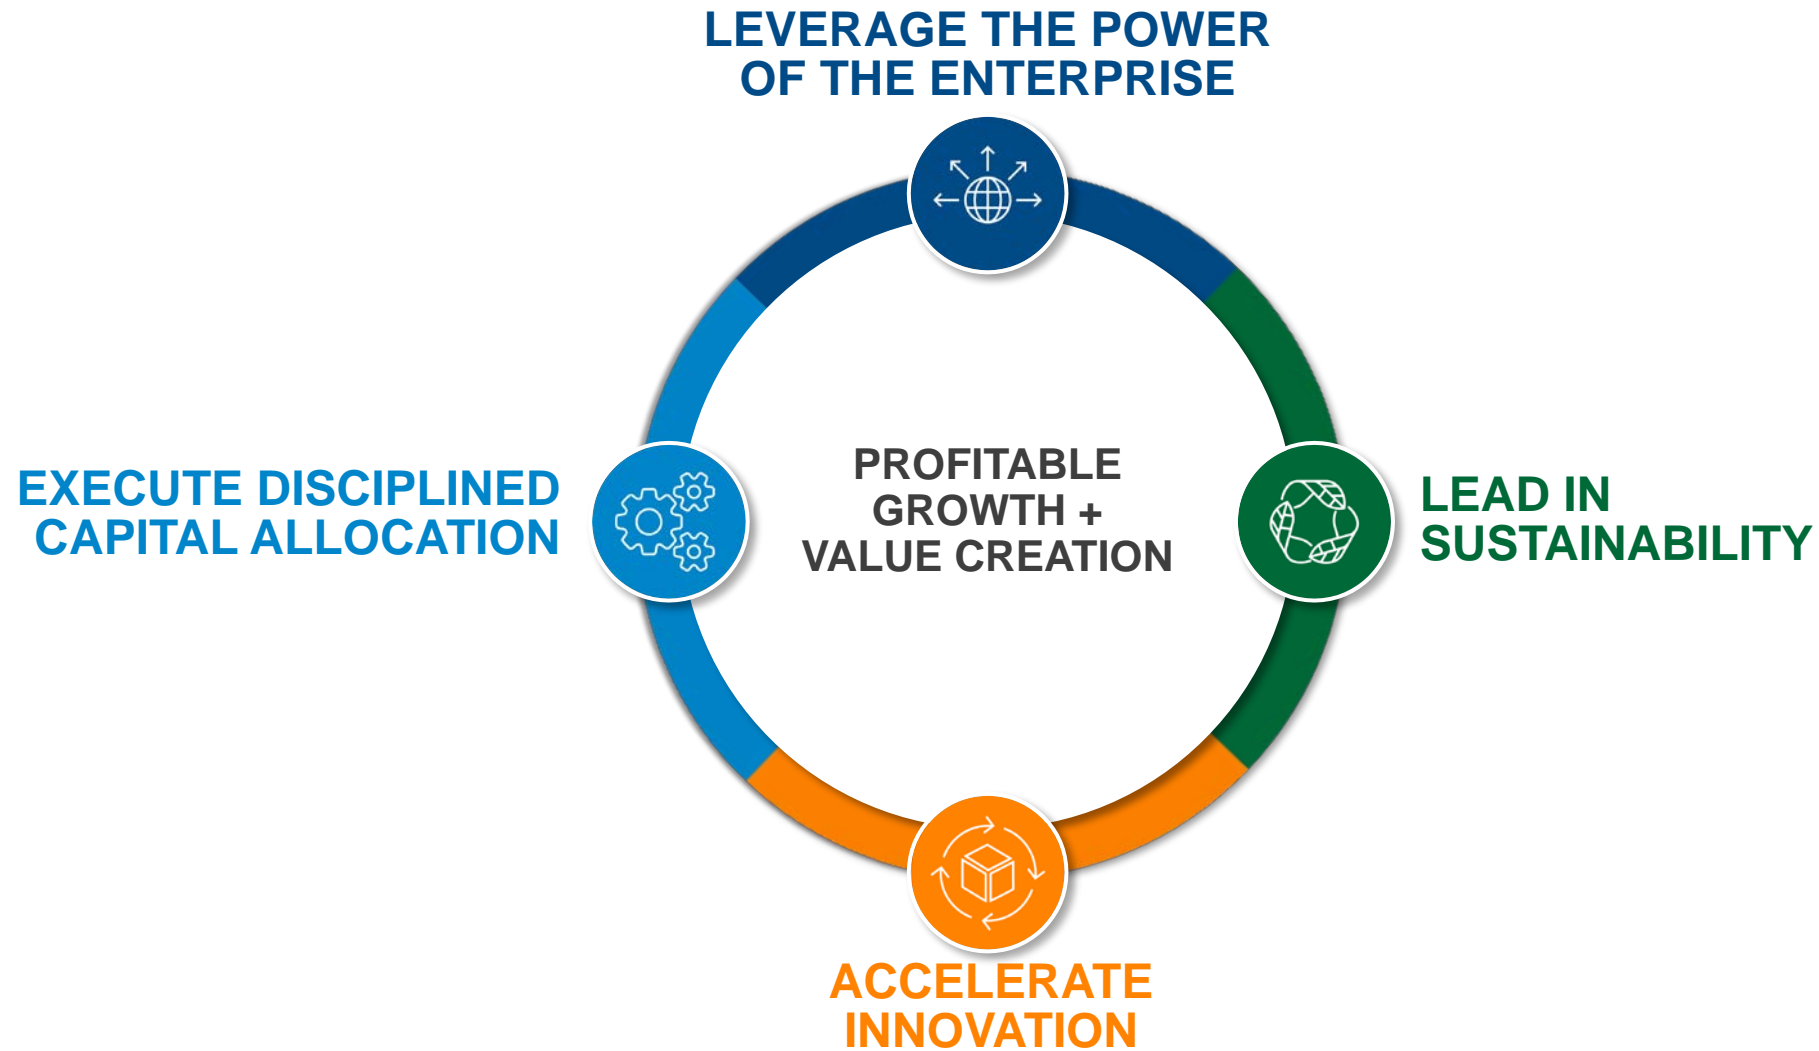 LEVERAGE THE POWER
OF THE ENTERPRISE
EXECUTE DISCIPLINED
CAPITAL ALLOCATION
PROFITABLE
GROWTH +
VALUE CREATION
LEAD IN
SUSTAINABILITY
ACCELERATE
INNOVATION